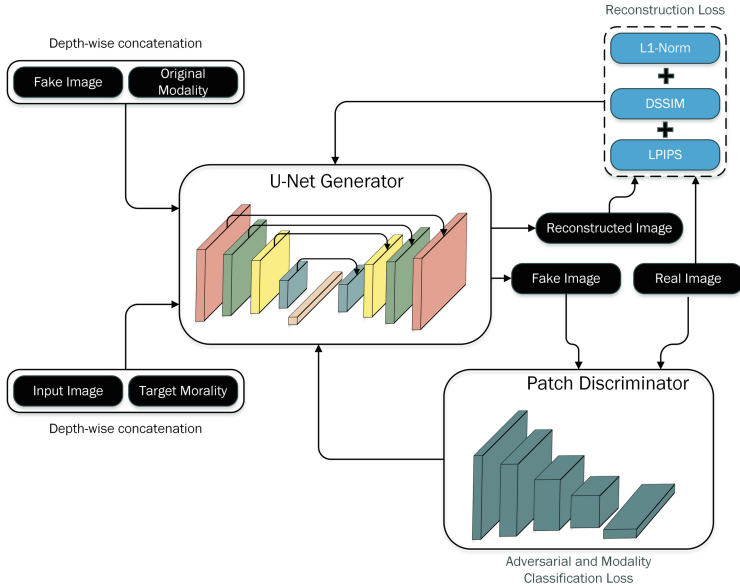 Reconstruction Loss
L1-Norm
DSSIM
LPIPS
Depth-wise concatenation
Fake Image
Original
Modality
U-Net Generator
Reconstructed Image
Fake Image
Real Image
Input Image
Target Morality
Depth-wise concatenation
Patch Discriminator
Adversarial and Modality
Classification Loss